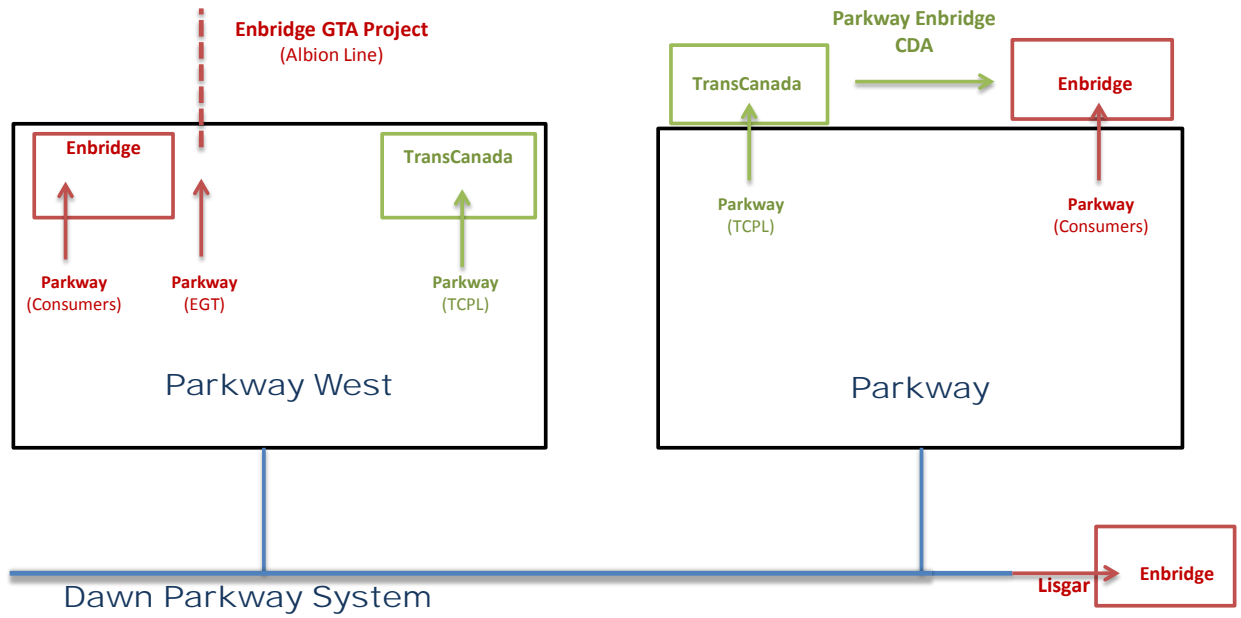 Enbridge GTA Project
(Albion Line)
Enbridge
TransCanada
Parkway
(Consumers)
Parkway
(EGT)
Parkway
(TCPL)
Parkway West
Parkway Enbridge
CDA
TransCanada
Enbridge
Parkway
(TCPL)
Parkway
(Consumers)
Parkway
Dawn Parkway System
Lisgar
Enbridge